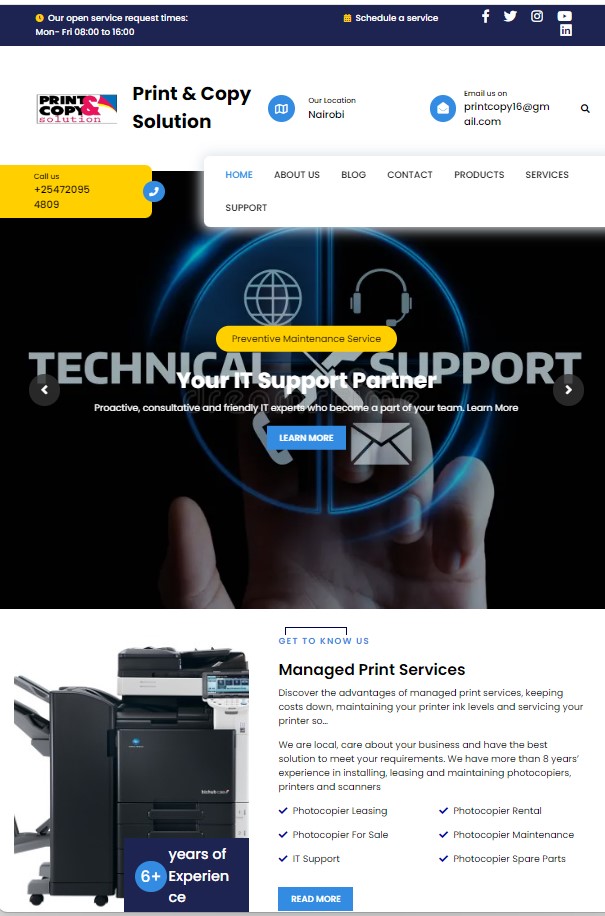 Our open service request times:
Mon- Fri 08:00 to 16:00
Schedule a service
PRINT &
COPY
solution
Print & Copy
Solution
Our Location
Nairobi
Email us on
printcopy16@gm
ail.com
Call us
+25472095
4809
HOME ABOUT US BLOG CONTACT PRODUCTS SERVICES
SUPPORT
Preventive Maintenance Service
TECHNICAL SUPPORT
Your IT Support Partner
Proactive, consultative and friendly IT experts who become a part of your team. Learn More
LEARN MORE
GET TO KNOW US
Managed Print Services
Discover the advantages of managed print services, keeping
costs down, maintaining your printer ink levels and servicing your
printer so…
We are local, care about your business and have the best
solution to meet your requirements. We have more than 8 years’
experience in installing, leasing and maintaining photocopiers,
printers and scanners
Photocopier Leasing
Photocopier Rental
Photocopier For Sale
Photocopier Maintenance
IT Support
Photocopier Spare Parts
READ MORE
bizhub
6+
years of
Experien
ce